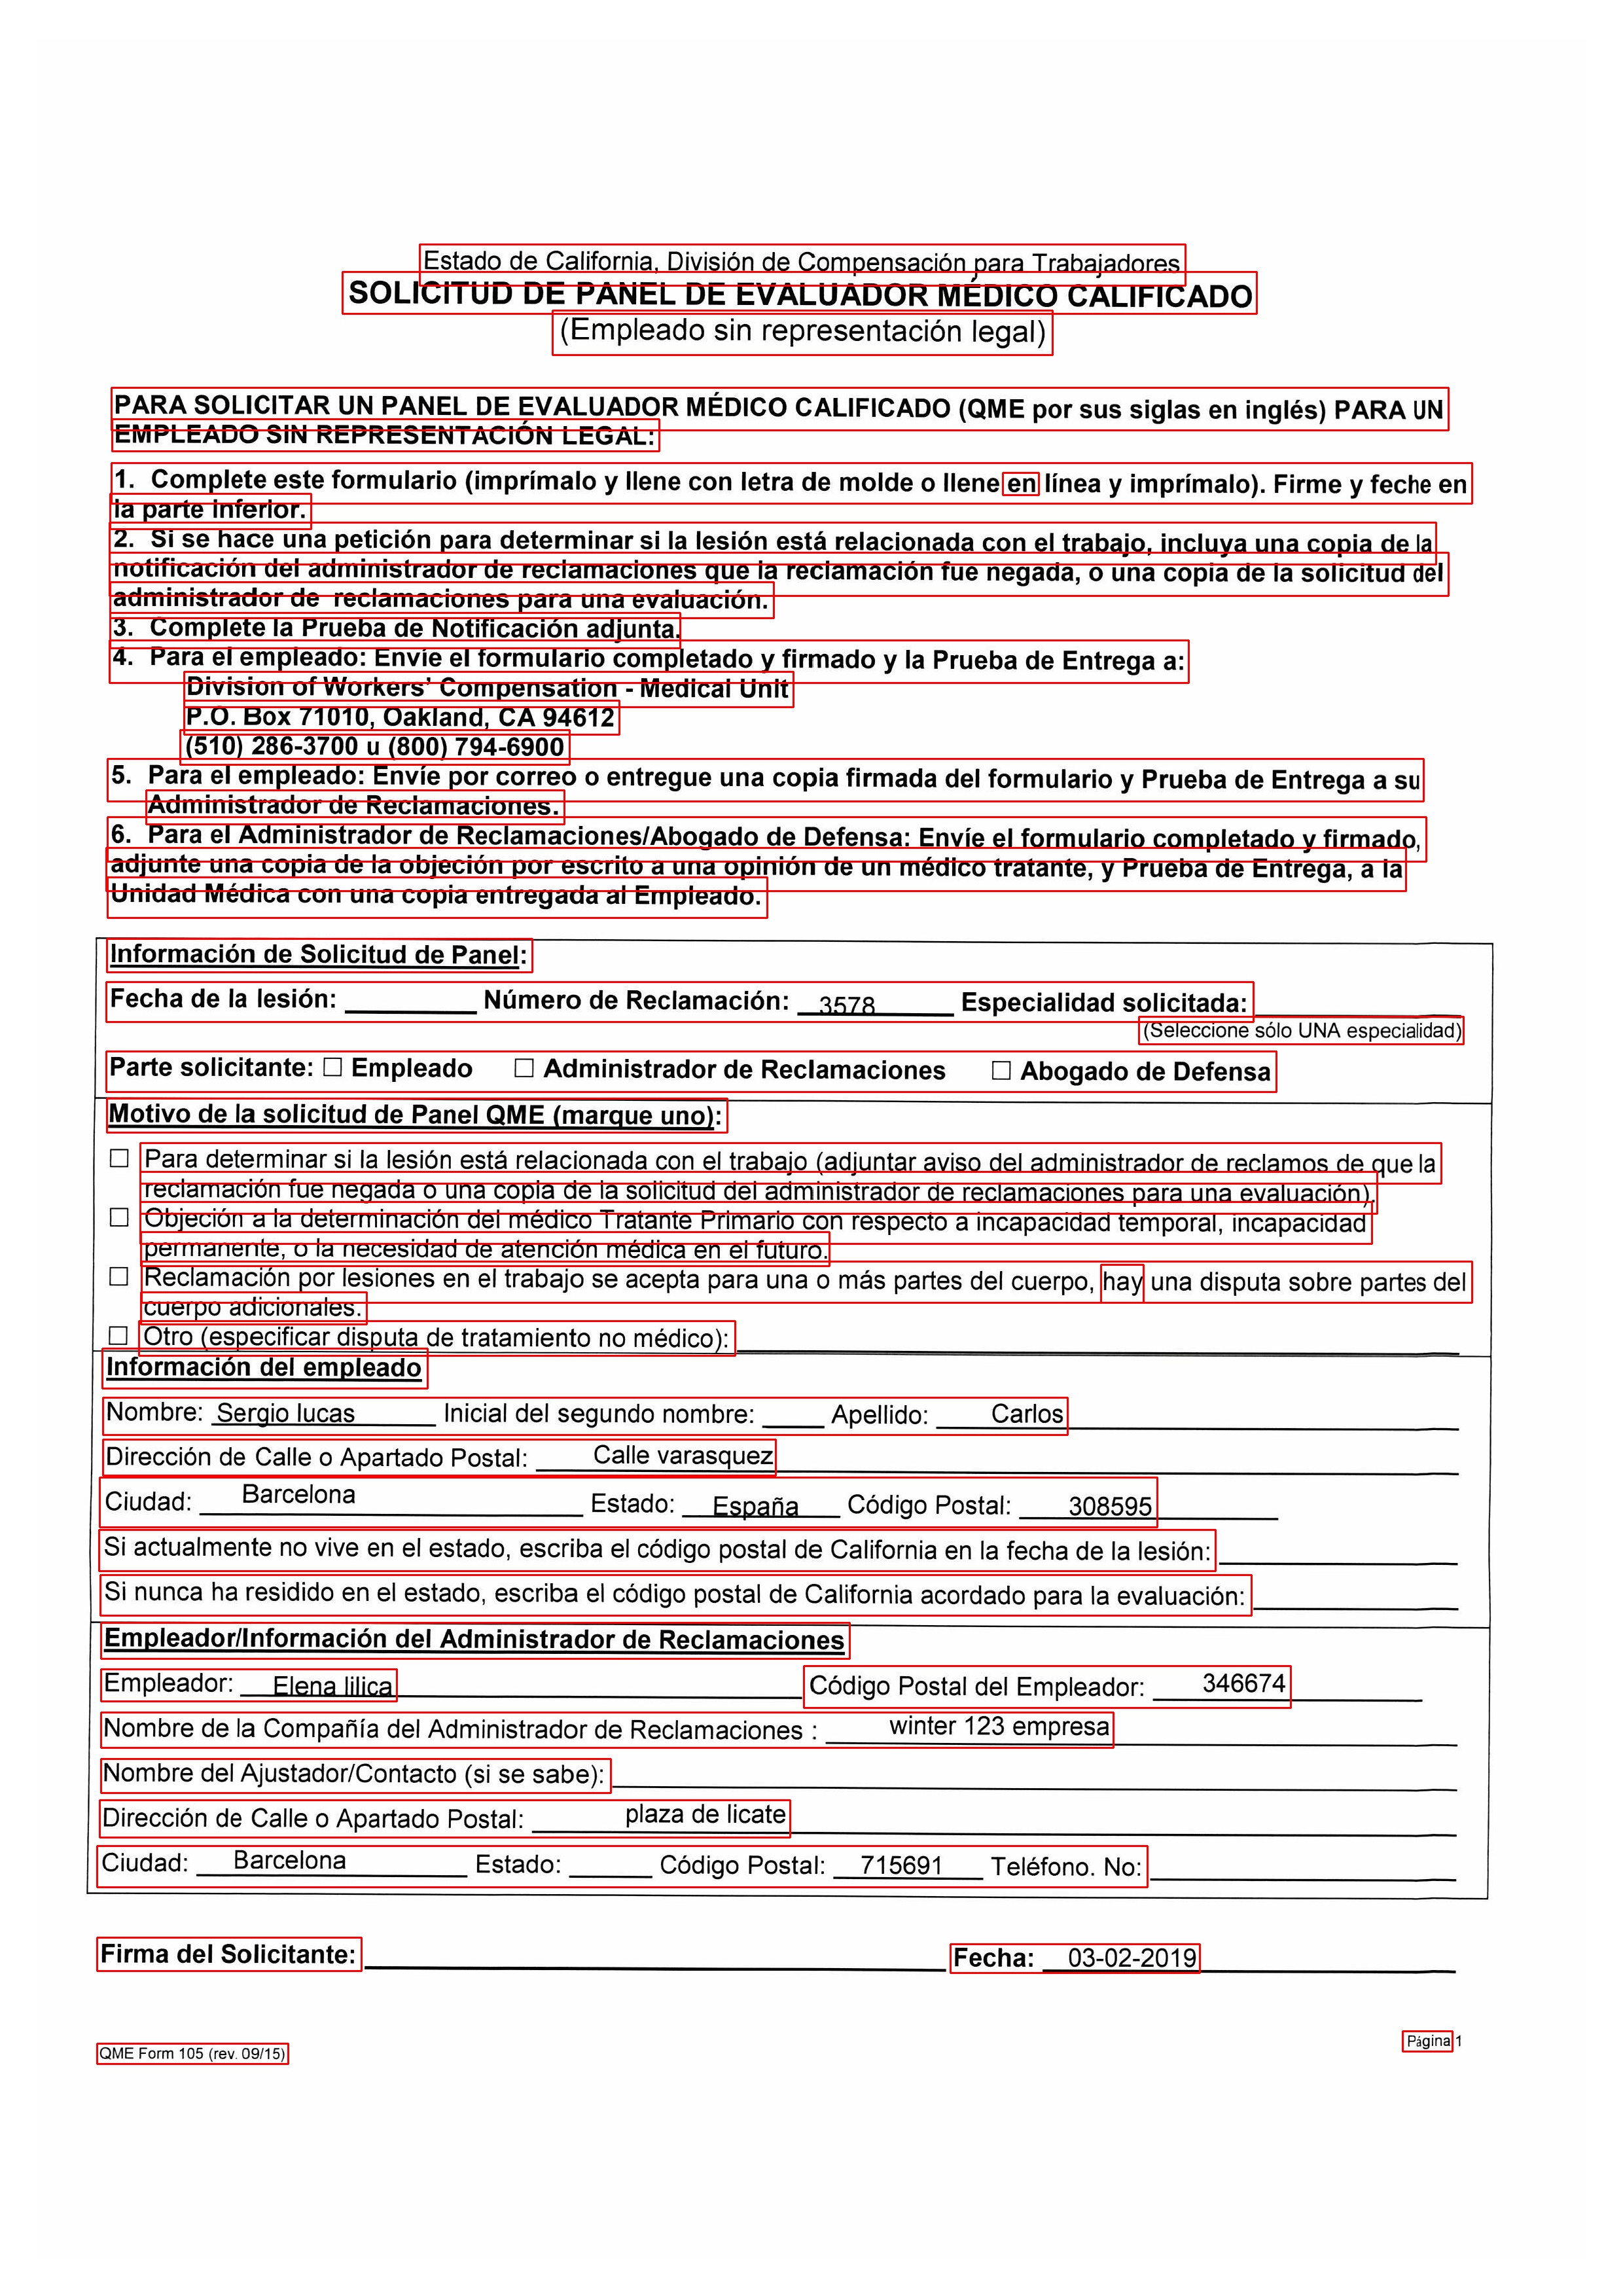 Estado de California, División de Compensación para Trabajadores
SOLICITUD DE PANEL DE EVALUADOR MÉDICO CALIFICADO
(Empleado sin representación legal)
PARA SOLICITAR UN PANEL DE EVALUADOR MÉDICO CALIFICADO (QME por sus siglas en inglés) PARA UN
EMPLEADO SIN REPRESENTACIÓN LEGAL:
1. Complete este formulario (imprímalo y llene con letra de molde o llene en línea y imprímalo). Firme y feche en
la parte inferior.
2. Si se hace una petición para determinar si la lesión está relacionada con el trabajo, incluya una copia de la
notificación del administrador de reclamaciones que la reclamación fue negada, o una copia de la solicitud del
administrador de reclamaciones para una evaluación.
3. Complete la Prueba de Notificación adjunta.
4. Para el empleado: Envíe el formulario completado y firmado y la Prueba de Entrega a:
Division of Workers' Compensation - Medical Unit
P.O. Box 71010, Oakland, CA 94612
(510) 286-3700 u (800) 794-6900
5. Para el empleado: Envíe por correo o entregue una copia firmada del formulario y Prueba de Entrega a su
Administrador de Reclamaciones.
6. Para el Administrador de Reclamaciones/Abogado de Defensa: Envíe el formulario completado y firmado,
adjunte una copia de la objeción por escrito a una opinión de un médico tratante, y Prueba de Entrega, a la
Unidad Médica con una copia entregada al Empleado.
Información de Solicitud de Panel:
Fecha de la lesión: Número de Reclamación: 3578 Especialidad solicitada:
(Seleccione sólo UNA especialidad)
Parte solicitante: ☐ Empleado ☐ Administrador de Reclamaciones ☐ Abogado de Defensa
Motivo de la solicitud de Panel QME (marque uno):
☐ Para determinar si la lesión está relacionada con el trabajo (adjuntar aviso del administrador de reclamos de que la
reclamación fue negada o una copia de la solicitud del administrador de reclamaciones para una evaluación).
☐ Objeción a la determinación del médico Tratante Primario con respecto a incapacidad temporal, incapacidad
permanente, o la necesidad de atención médica en el futuro.
☐ Reclamación por lesiones en el trabajo se acepta para una o más partes del cuerpo, hay una disputa sobre partes del
cuerpo adicionales.
☐ Otro (especificar disputa de tratamiento no médico):
Información del empleado
Nombre: Sergio lucas Inicial del segundo nombre: Apellido: Carlos
Dirección de Calle o Apartado Postal: Calle varasquez
Ciudad: Barcelona Estado: España Código Postal: 308595
Si actualmente no vive en el estado, escriba el código postal de California en la fecha de la lesión:
Si nunca ha residido en el estado, escriba el código postal de California acordado para la evaluación:
Empleador/Información del Administrador de Reclamaciones
Empleador: Elena lilica Código Postal del Empleador: 346674
Nombre de la Compañía del Administrador de Reclamaciones : winter 123 empresa
Nombre del Ajustador/Contacto (si se sabe):
Dirección de Calle o Apartado Postal: plaza de licate
Ciudad: Barcelona Estado: Código Postal: 715691 Teléfono. No:
Firma del Solicitante: Fecha: 03-02-2019
QME Form 105 (rev. 09/15) Página 1